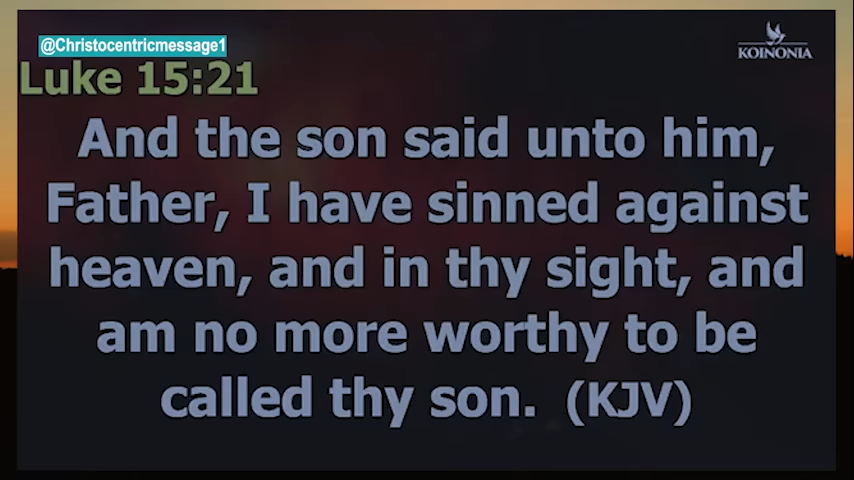 @Christocentricmessage1
KOINONIA
Luke 15:21
And the son said unto him,
Father, I have sinned against
heaven, and in thy sight, and
am no more worthy to be
called thy son. (KJV)